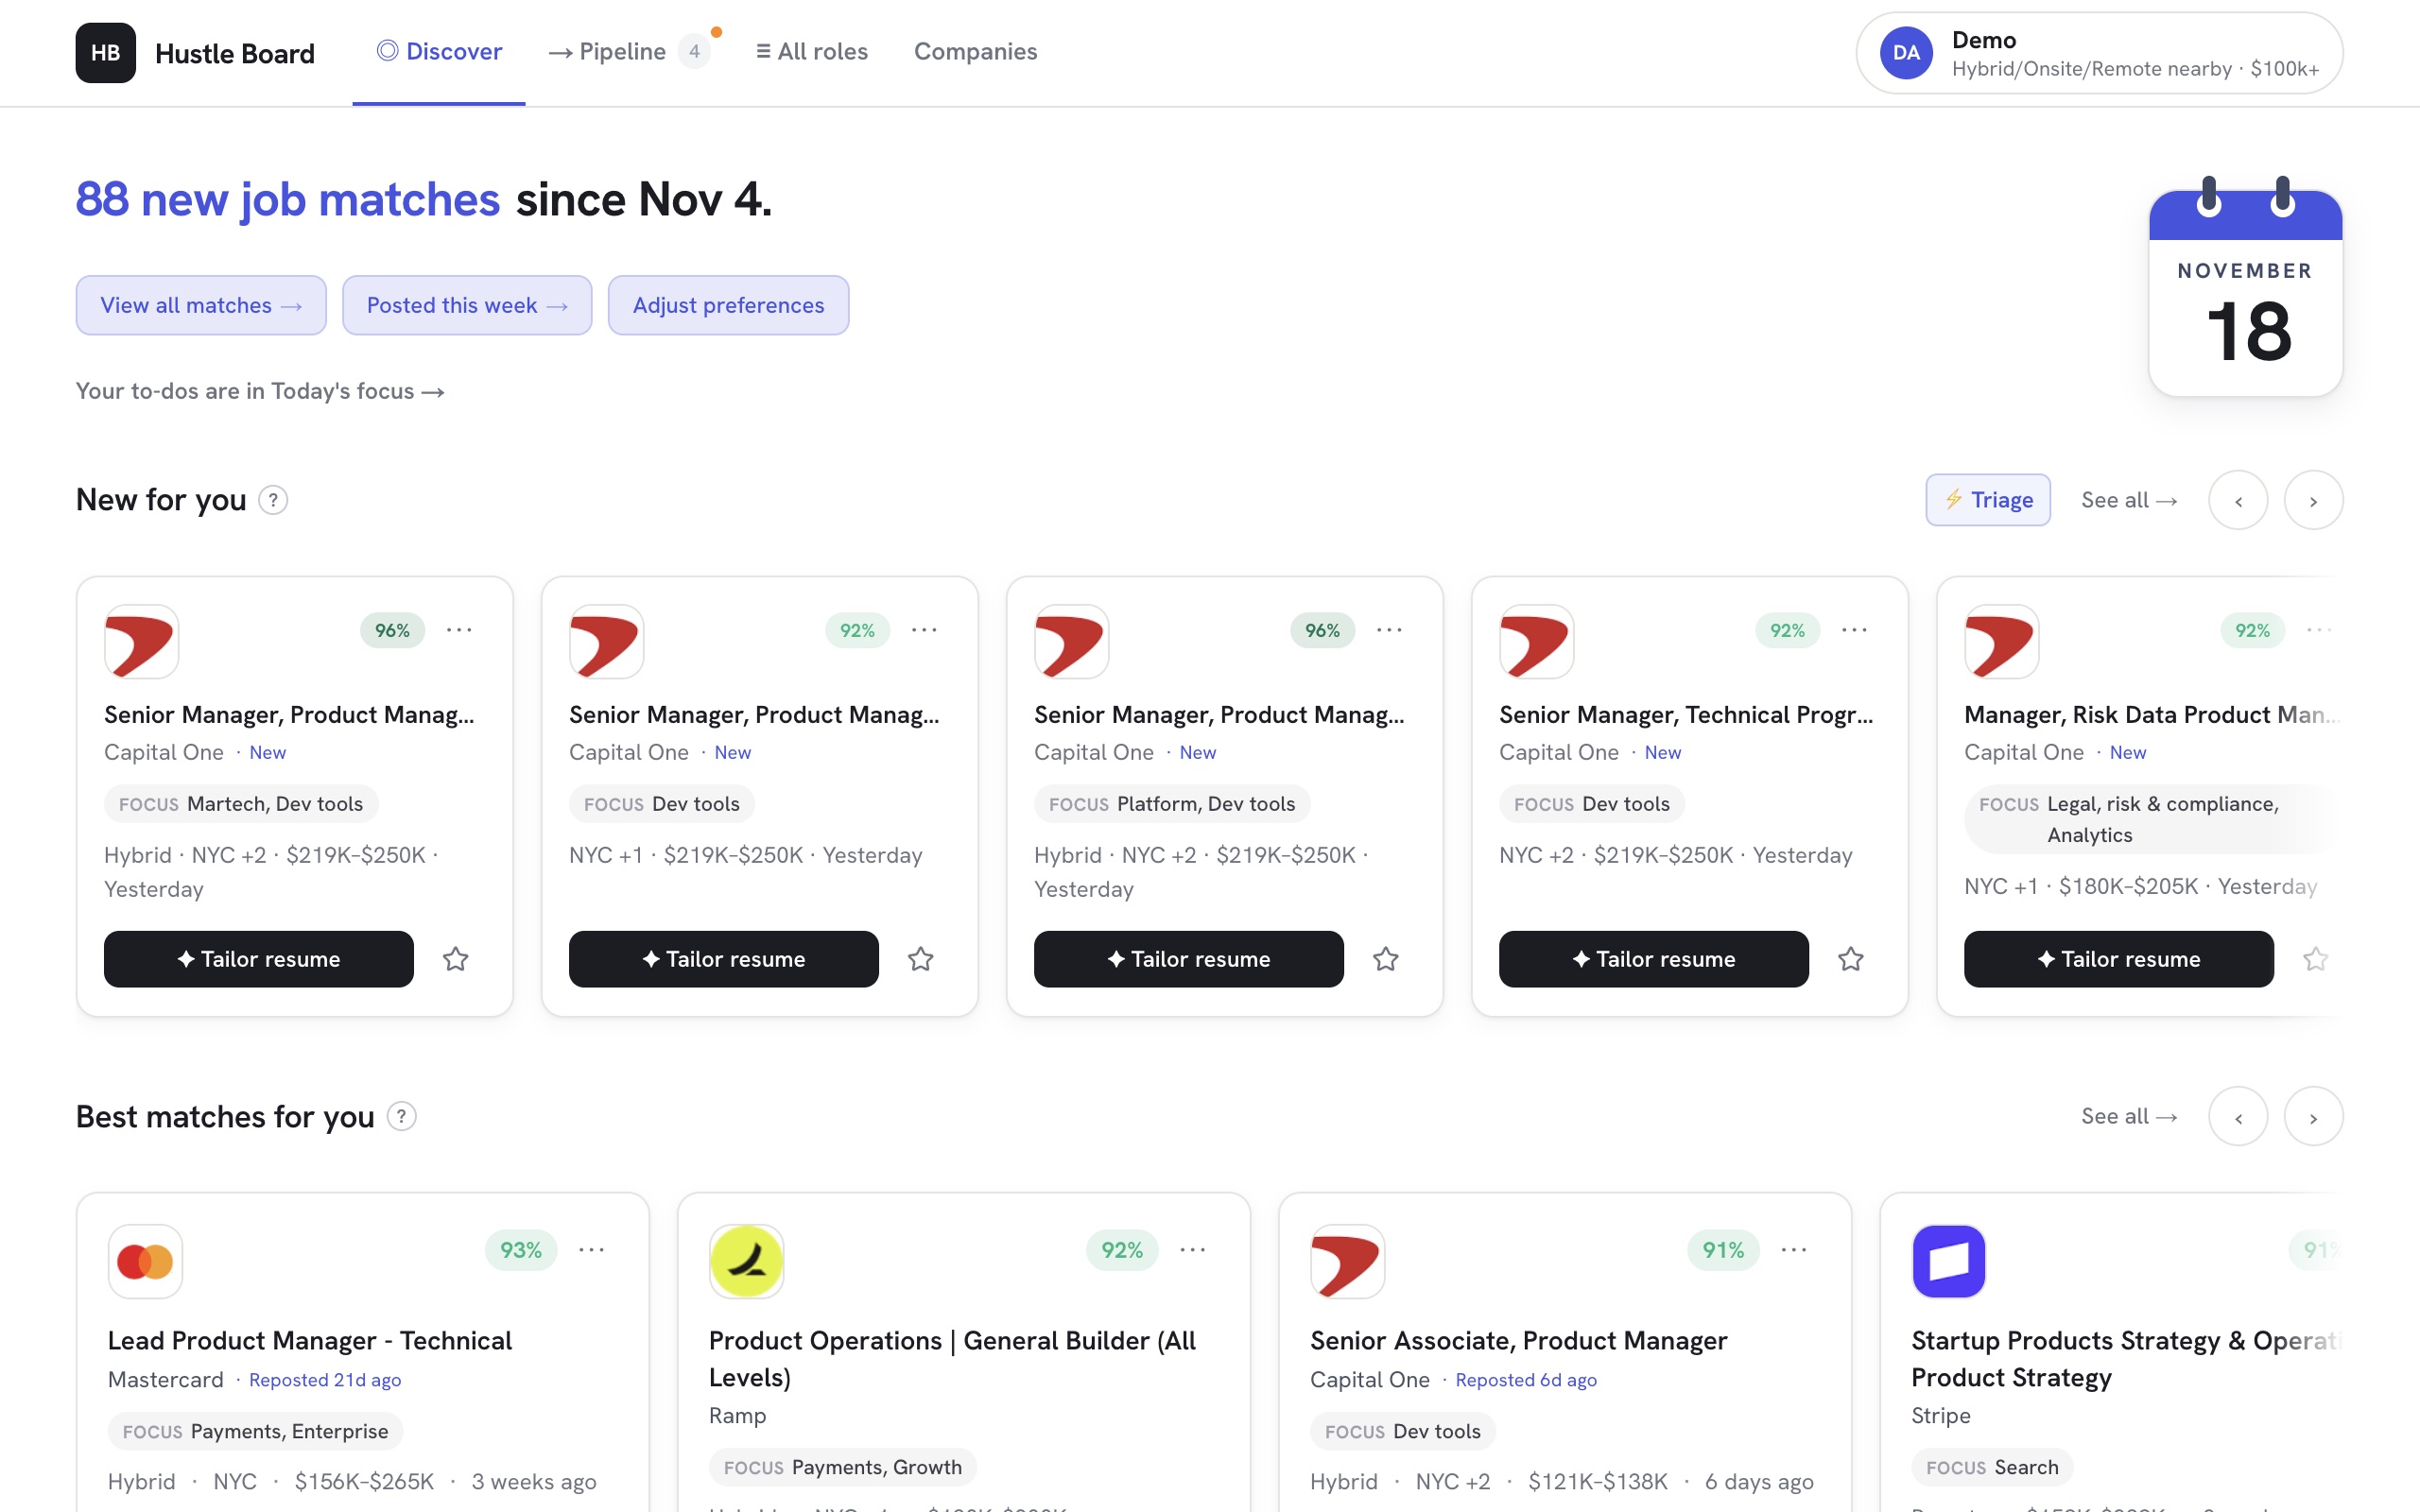 HB
Hustle Board
Discover
→ Pipeline 4
≡ All roles
Companies
DA
Demo
Hybrid/Onsite/Remote nearby · $100k+
88 new job matches since Nov 4.
View all matches →
Posted this week →
Adjust preferences
Your to-dos are in Today's focus →
NOVEMBER
18
New for you ?
⚡ Triage
See all →
‹ ›
96% ···
Senior Manager, Product Manag...
Capital One · New
FOCUS Martech, Dev tools
Hybrid · NYC +2 · $219K–$250K ·
Yesterday
✦ Tailor resume
92% ···
Senior Manager, Product Manag...
Capital One · New
FOCUS Dev tools
NYC +1 · $219K–$250K · Yesterday
✦ Tailor resume
96% ···
Senior Manager, Product Manag...
Capital One · New
FOCUS Platform, Dev tools
Hybrid · NYC +2 · $219K–$250K ·
Yesterday
✦ Tailor resume
92% ···
Senior Manager, Technical Progr...
Capital One · New
FOCUS Dev tools
NYC +2 · $219K–$250K · Yesterday
✦ Tailor resume
92% ···
Manager, Risk Data Product Man...
Capital One · New
FOCUS Legal, risk & compliance,
Analytics
NYC +1 · $180K–$205K · Yesterday
✦ Tailor resume
Best matches for you ?
See all →
‹ ›
93% ···
Lead Product Manager - Technical
Mastercard · Reposted 21d ago
FOCUS Payments, Enterprise
Hybrid · NYC · $156K–$265K · 3 weeks ago
92% ···
Product Operations | General Builder (All
Levels)
Ramp
FOCUS Payments, Growth
91% ···
Senior Associate, Product Manager
Capital One · Reposted 6d ago
FOCUS Dev tools
Hybrid · NYC +2 · $121K–$138K · 6 days ago
91%
Startup Products Strategy & Operati
Product Strategy
Stripe
FOCUS Search